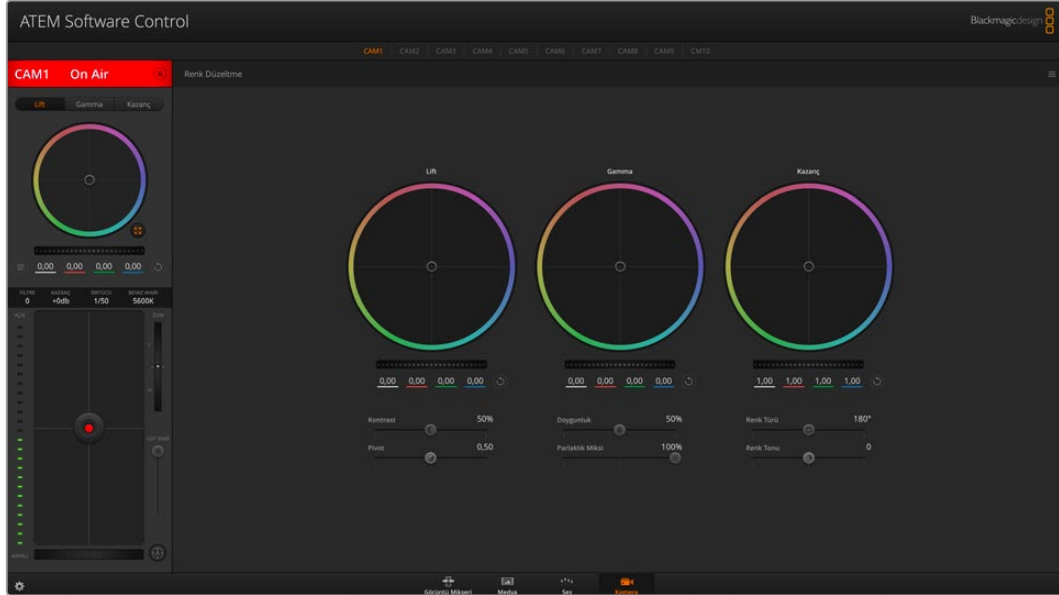 ATEM Software Control
Blackmagicdesign
CAM1 CAM2 CAM3 CAM4 CAM5 CAM6 CAM7 CAM8 CAM9 CM10
CAM1 On Air
Renk Düzeltme
Lift Gamma Kazanç
Lift Gamma Kazanç
0,00 0,00 0,00 0,00
FILTRE KAZANÇ ÖRTÜCÜ BEYAZ AYARI
0 +0db 1/50 5600K
AÇIK ZUM
T
W
KAPALI
0,00 0,00 0,00 0,00 0,00 0,00 0,00 0,00 1,00 1,00 1,00 1,00
Kontrast 50% Doygunluk 50% Renk Türü 180°
Pivot 0,50 Parlaklık Miksi 100% Renk Tonu 0
Görüntü Mikseri Medya Ses Kamera